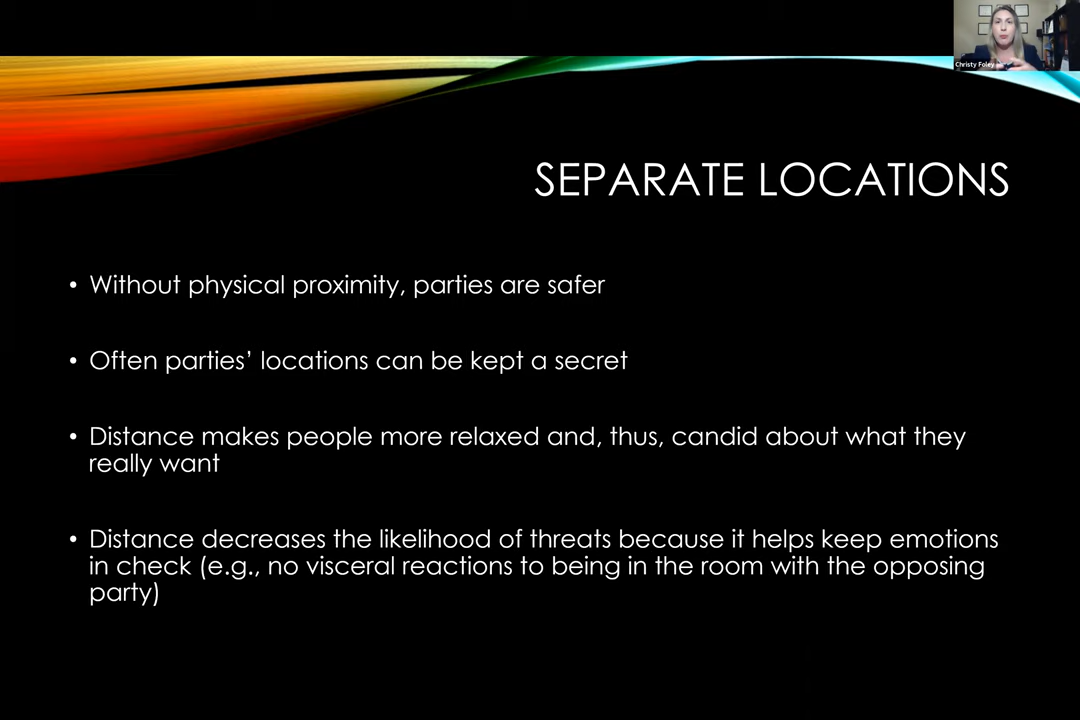 Christy Foley
SEPARATE LOCATIONS
• Without physical proximity, parties are safer
• Often parties’ locations can be kept a secret
• Distance makes people more relaxed and, thus, candid about what they
really want
• Distance decreases the likelihood of threats because it helps keep emotions
in check (e.g., no visceral reactions to being in the room with the opposing
party)